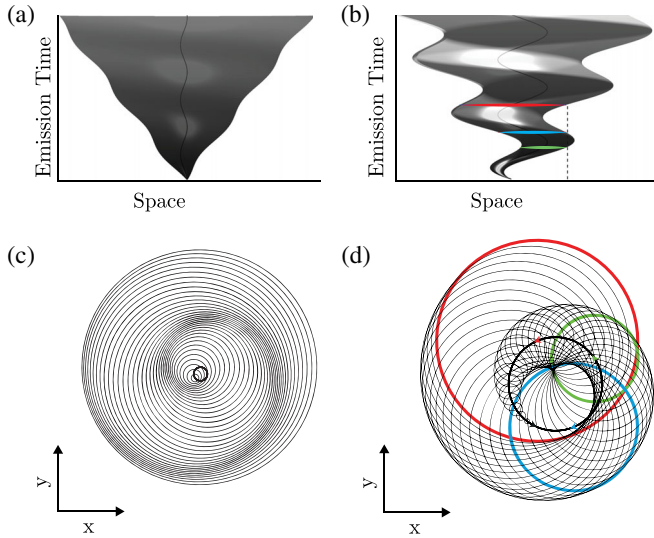 (a)
(b)
Emission Time
Emission Time
Space
Space
(c)
(d)
y
x
y
x